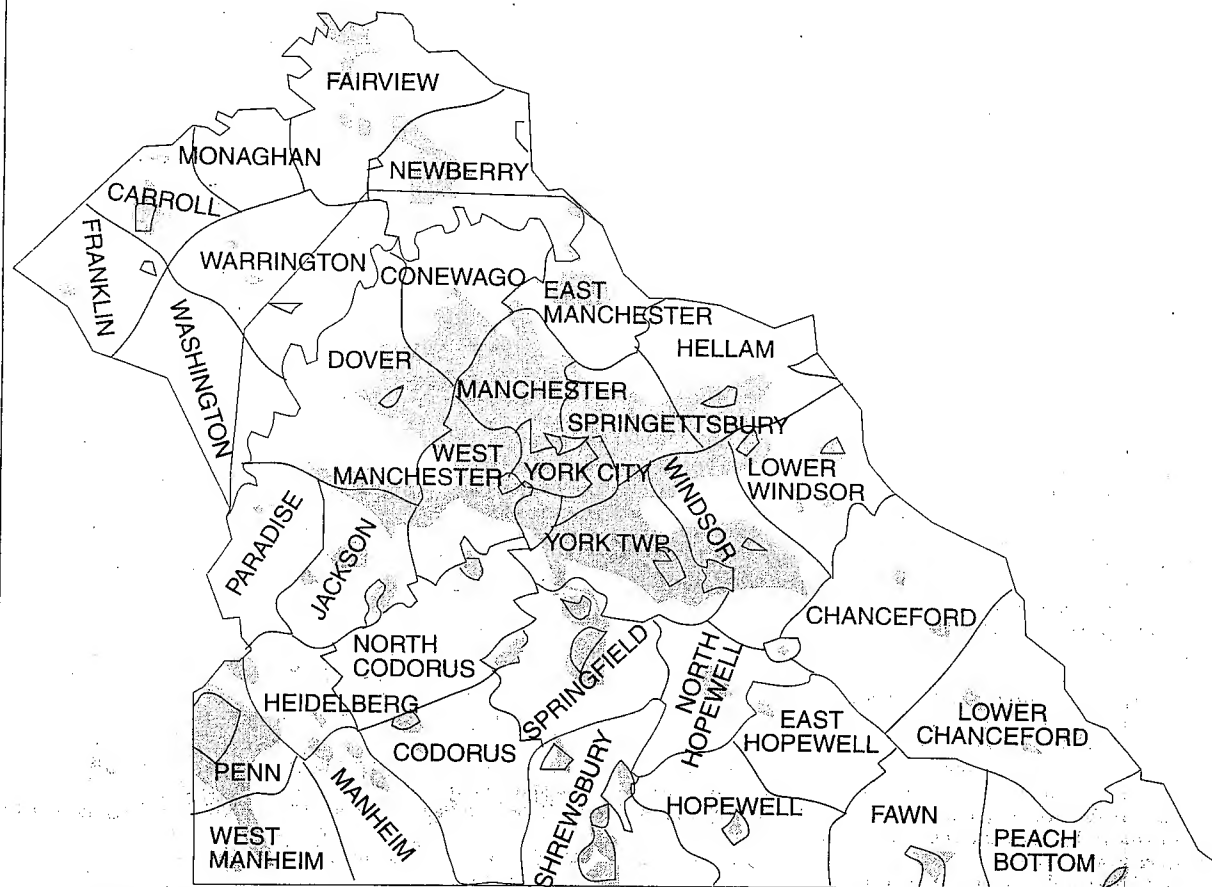 FAIRVIEW
MONAGHAN
NEWBERRY
CARROLL
FRANKLIN
WARRINGTON
CONEWAGO
EAST
MANCHESTER
WASHINGTON
DOVER
HELLAM
MANCHESTER
SPRINGETTSBURY
WEST
MANCHESTER
YORK CITY
WINDSOR
LOWER
WINDSOR
PARADISE
JACKSON
YORK TWP
CHANCEFORD
NORTH
CODORUS
SPRINGFIELD
NORTH
HOPEWELL
HEIDELBERG
EAST
HOPEWELL
LOWER
CHANCEFORD
CODORUS
PENN
MANHEIM
SHREWSBURY
HOPEWELL
FAWN
WEST
MANHEIM
PEACH
BOTTOM